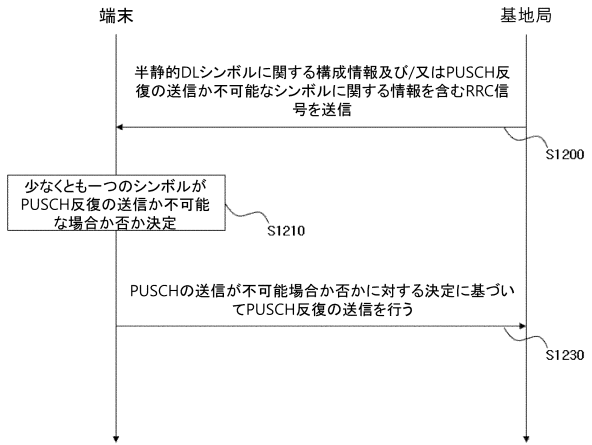 端末
基地局
半静的DLシンボルに関する構成情報及び/又はPUSCH反
復の送信か不可能なシンボルに関する情報を含むRRC信
号を送信
S1200
少なくとも一つのシンボルが
PUSCH反復の送信か不可能
な場合か否か決定
S1210
PUSCHの送信が不可能場合か否かに対する決定に基づい
てPUSCH反復の送信を行う
S1230